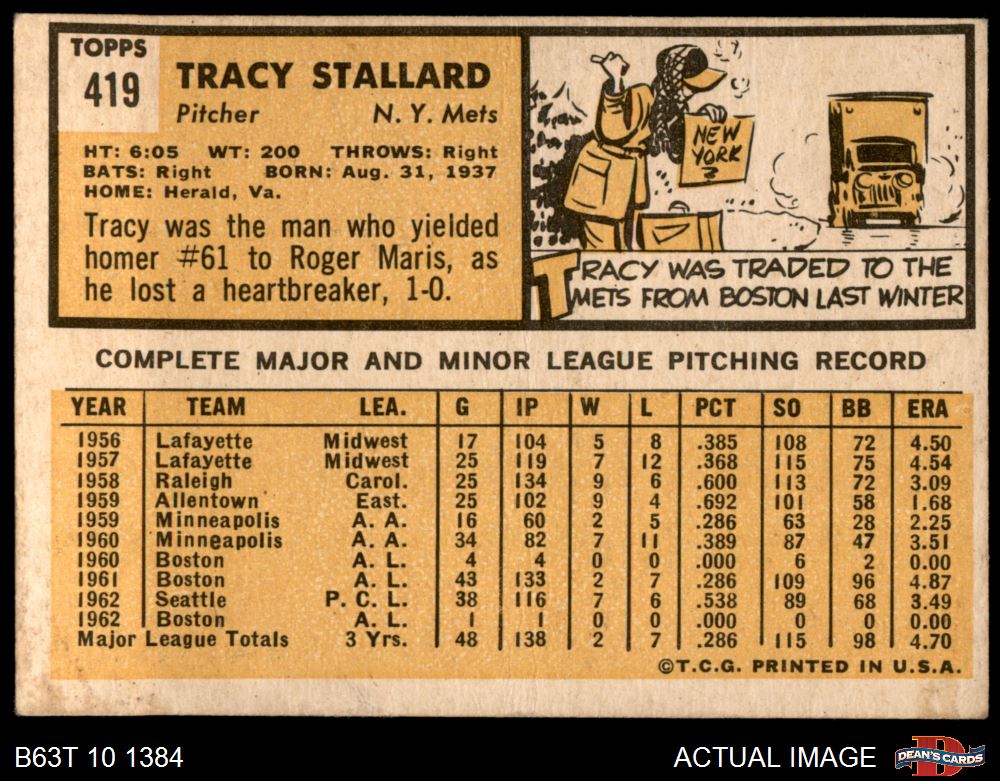 TOPPS
419
TRACY STALLARD
Pitcher N. Y. Mets
HT: 6:05 WT: 200 THROWS: Right
BATS: Right BORN: Aug. 31, 1937
HOME: Herald, Va.
Tracy was the man who yielded
homer #61 to Roger Maris, as
he lost a heartbreaker, 1-0.
NEW
YORK
?
TRACY WAS TRADED TO THE
METS FROM BOSTON LAST WINTER
COMPLETE MAJOR AND MINOR LEAGUE PITCHING RECORD
YEAR TEAM LEA. G IP W L PCT SO BB ERA
1956 Lafayette Midwest 17 104 5 8 .385 108 72 4.50
1957 Lafayette Midwest 25 119 7 12 .368 115 75 4.54
1958 Raleigh Carol. 25 134 9 6 .600 113 72 3.09
1959 Allentown East. 25 102 9 4 .692 101 58 1.68
1959 Minneapolis A. A. 16 60 2 5 .286 63 28 2.25
1960 Minneapolis A. A. 34 82 7 11 .389 87 47 3.51
1960 Boston A. L. 4 4 0 0 .000 6 2 0.00
1961 Boston A. L. 43 133 2 7 .286 109 96 4.87
1962 Seattle P. C. L. 38 116 7 6 .538 89 68 3.49
1962 Boston A. L. 1 1 0 0 .000 0 0 0.00
Major League Totals 3 Yrs. 48 138 2 7 .286 115 98 4.70
©T.C.G. PRINTED IN U.S.A.
B63T 10 1384 ACTUAL IMAGE
DEAN'S CARDS